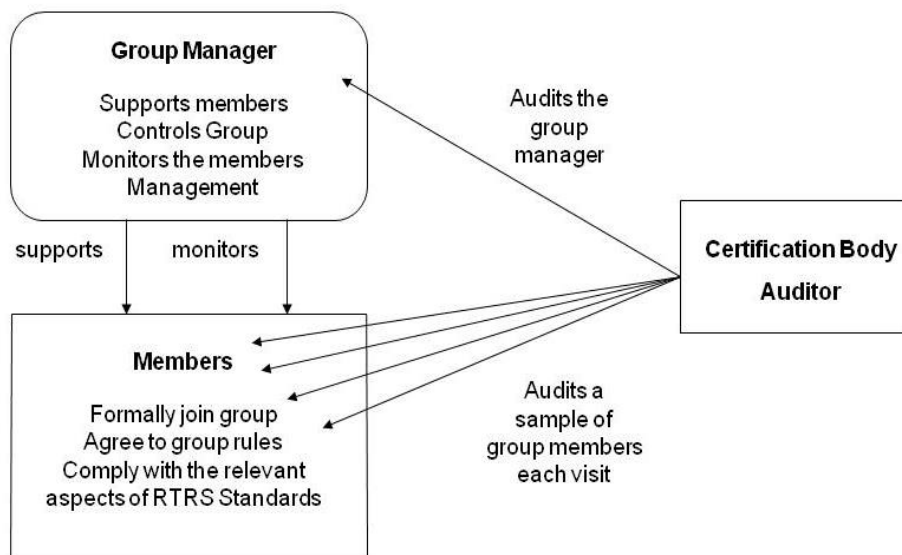 Group Manager
Supports members
Controls Group
Monitors the members
Management
Audits the
group
manager
supports
monitors
Certification Body
Auditor
Members
Formally join group
Agree to group rules
Comply with the relevant
aspects of RTRS Standards
Audits a
sample of
group members
each visit